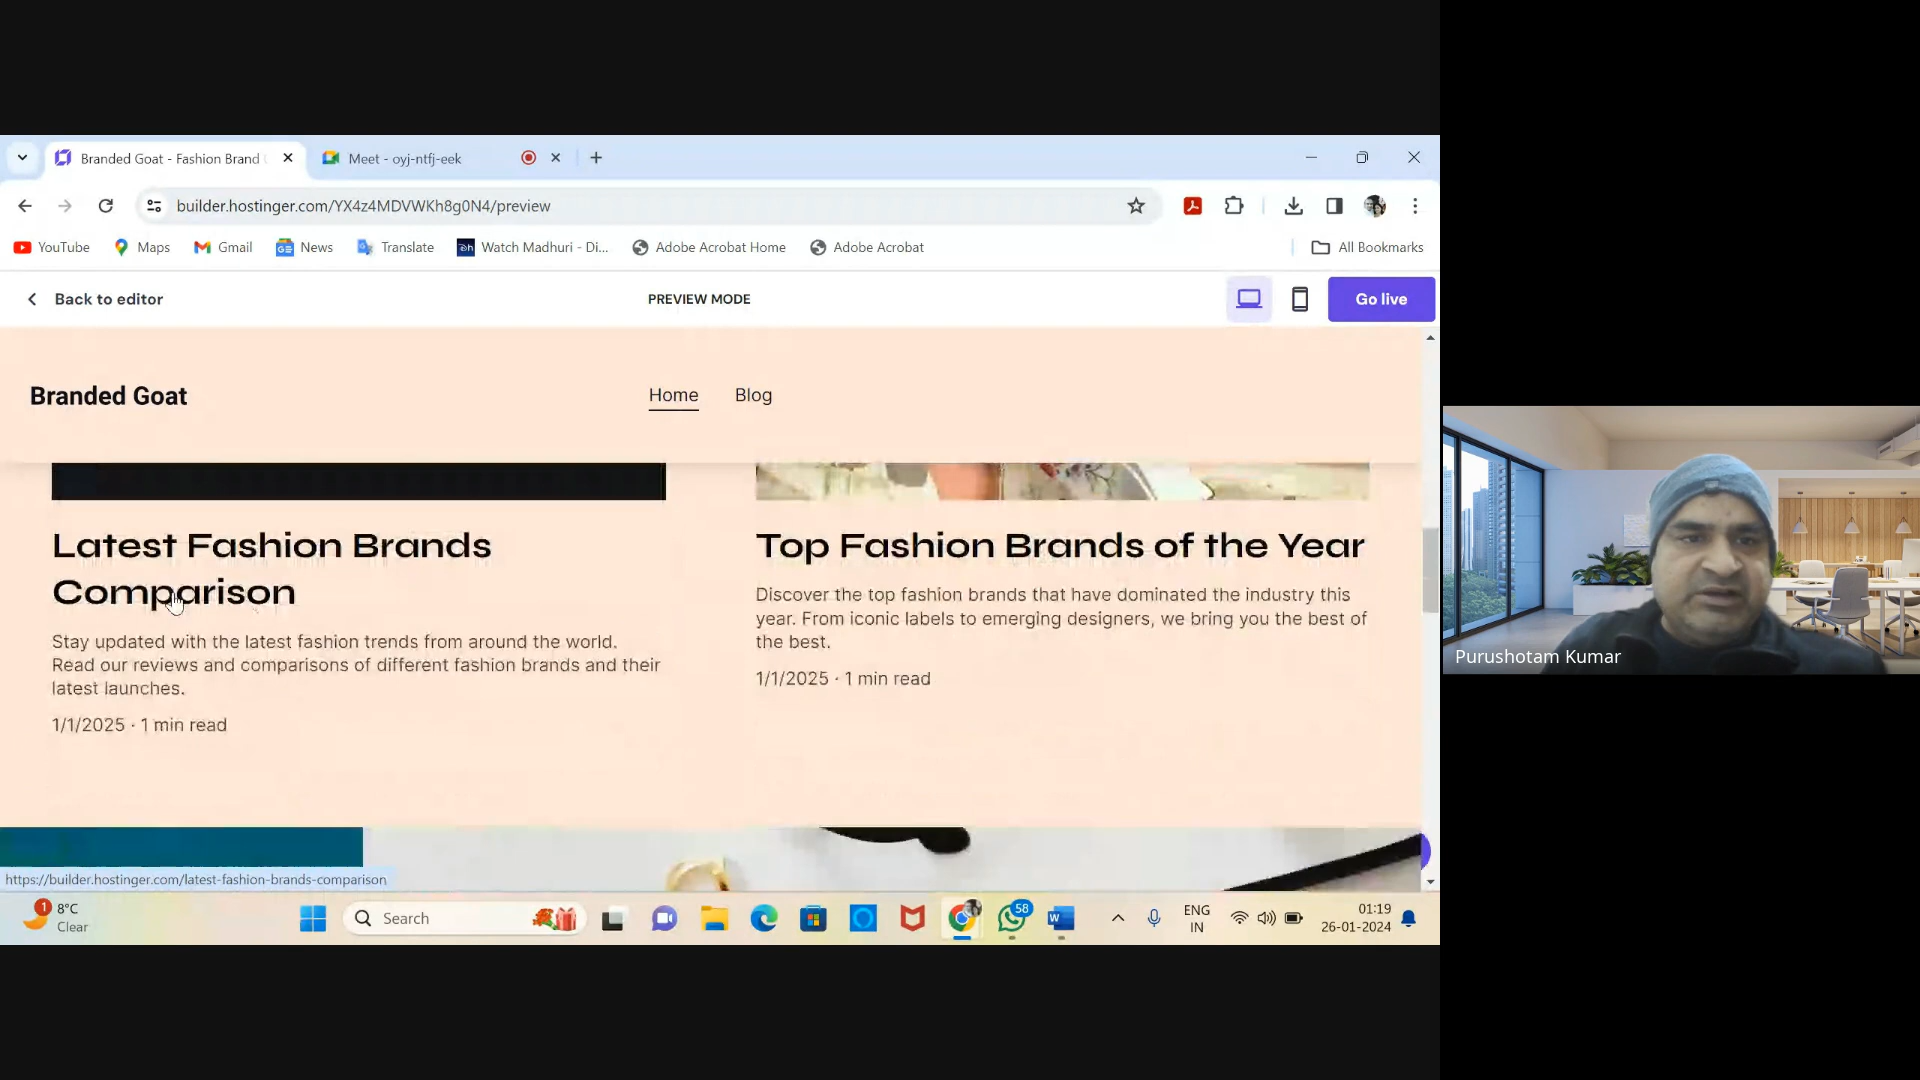 Branded Goat - Fashion Brand
Meet - oyj-ntfj-eek
builder.hostinger.com/YX4z4MDVWKh8g0N4/preview
YouTube
Maps
Gmail
News
Translate
Watch Madhuri - Di...
Adobe Acrobat Home
Adobe Acrobat
All Bookmarks
Back to editor
PREVIEW MODE
Go live
Branded Goat
Home
Blog
Latest Fashion Brands
Comparison
Stay updated with the latest fashion trends from around the world.
Read our reviews and comparisons of different fashion brands and their
latest launches.
1/1/2025 · 1 min read
Top Fashion Brands of the Year
Discover the top fashion brands that have dominated the industry this
year. From iconic labels to emerging designers, we bring you the best of
the best.
1/1/2025 · 1 min read
Purushotam Kumar
https://builder.hostinger.com/latest-fashion-brands-comparison
1
8°C
Clear
Search
58
W
ENG
IN
01:19
26-01-2024